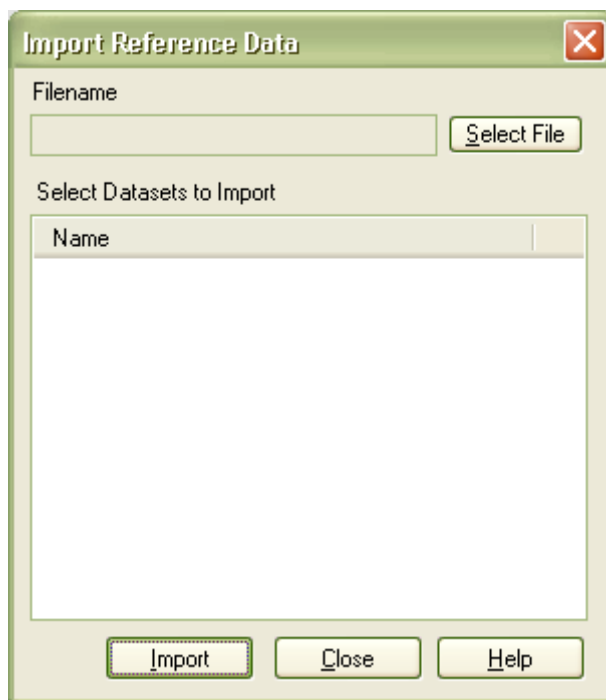 Import Reference Data
Filename
Select File
Select Datasets to Import
Name
Import Close Help